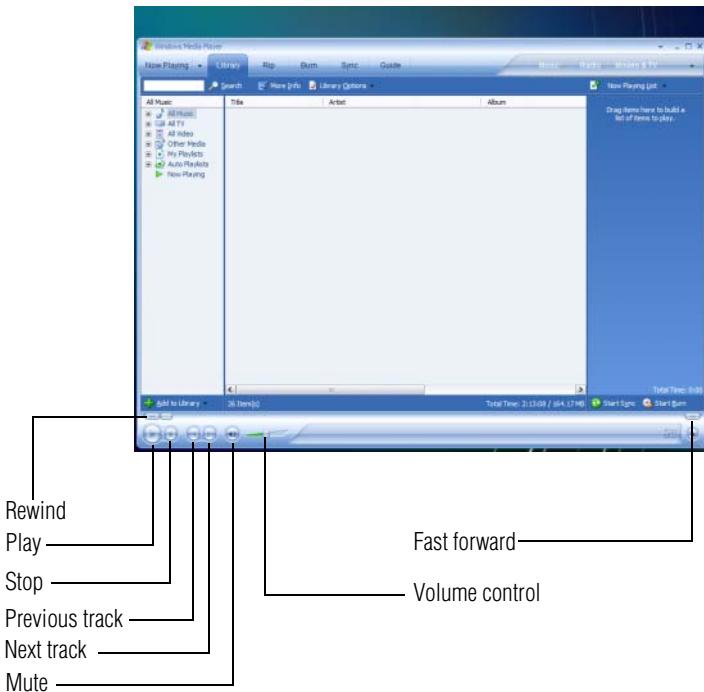 Windows Media Player
Now Playing Library Rip Burn Sync Guide Music Radio
Search More Info Library Options Now Playing List
All Music Title Artist Album
All Music
All TV
All Video
Other Media
My Playlists
Auto Playlists
Now Playing
Drag items here to build a
list of items to play.
Total Time: 0:00
Add to Library 26 Item(s) Total Time: 2:13:08 / 164.17 MB Start Sync Start Burn
Rewind
Play
Fast forward
Stop
Volume control
Previous track
Next track
Mute